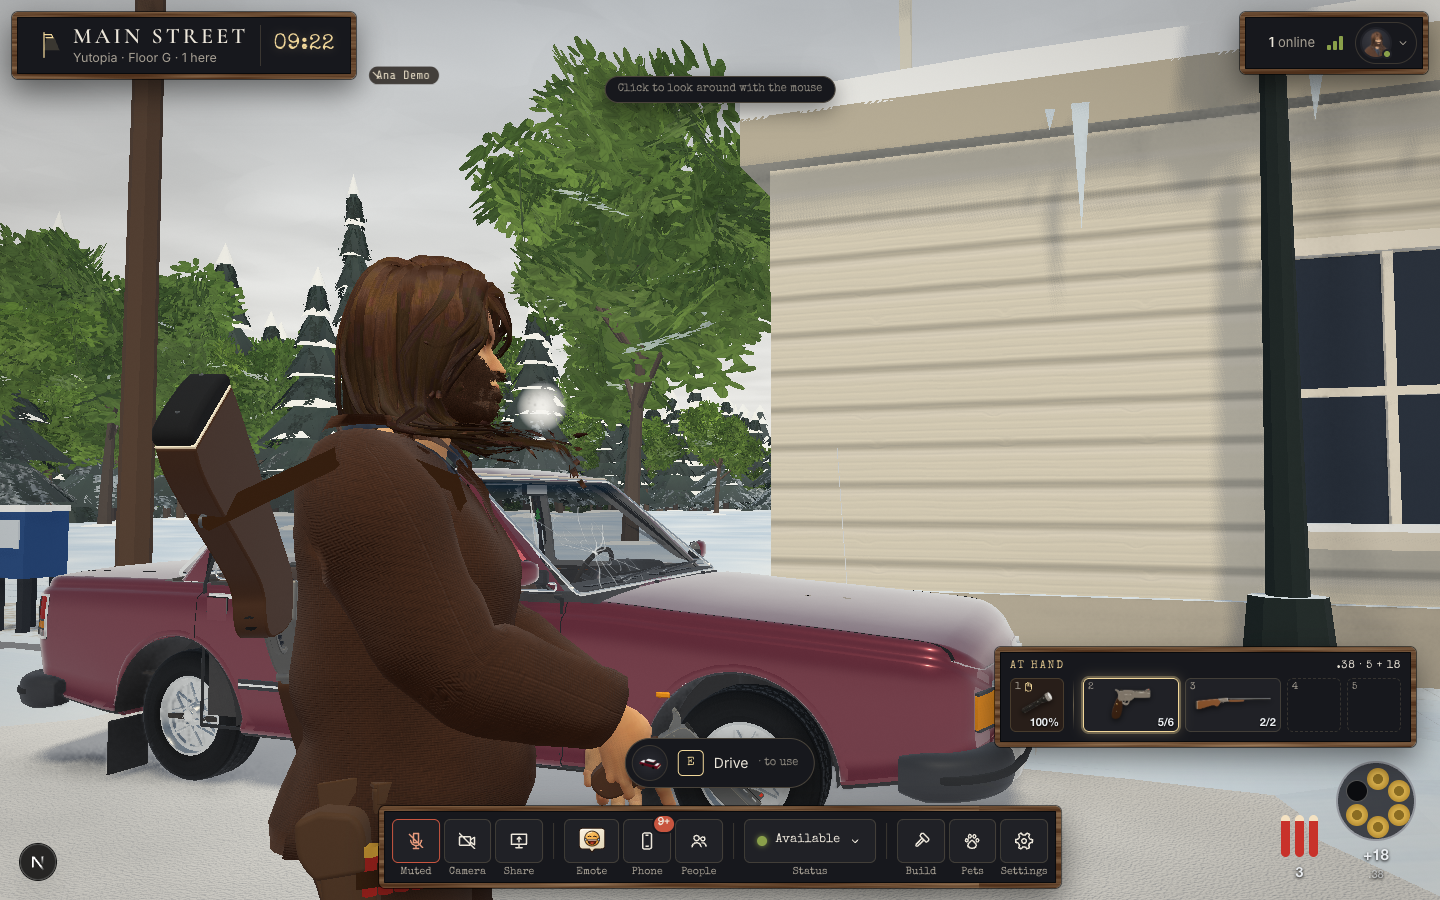 MAIN STREET
Yutopia · Floor G · 1 here
09:22
Ana Demo
Click to look around with the mouse
1 online
AT HAND
.38 · 5 + 18
1
100%
2
5/6
3
2/2
4
5
E
Drive
· to use
9+
Available
Muted
Camera
Share
Emote
Phone
People
Status
Build
Pets
Settings
N
3
+18
.38